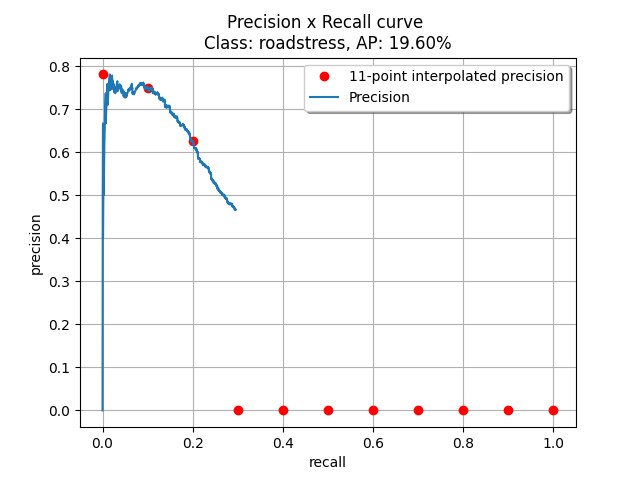 Precision x Recall curve
Class: roadstress, AP: 19.60%
11-point interpolated precision
Precision
precision
0.8
0.7
0.6
0.5
0.4
0.3
0.2
0.1
0.0
0.0 0.2 0.4 0.6 0.8 1.0
recall